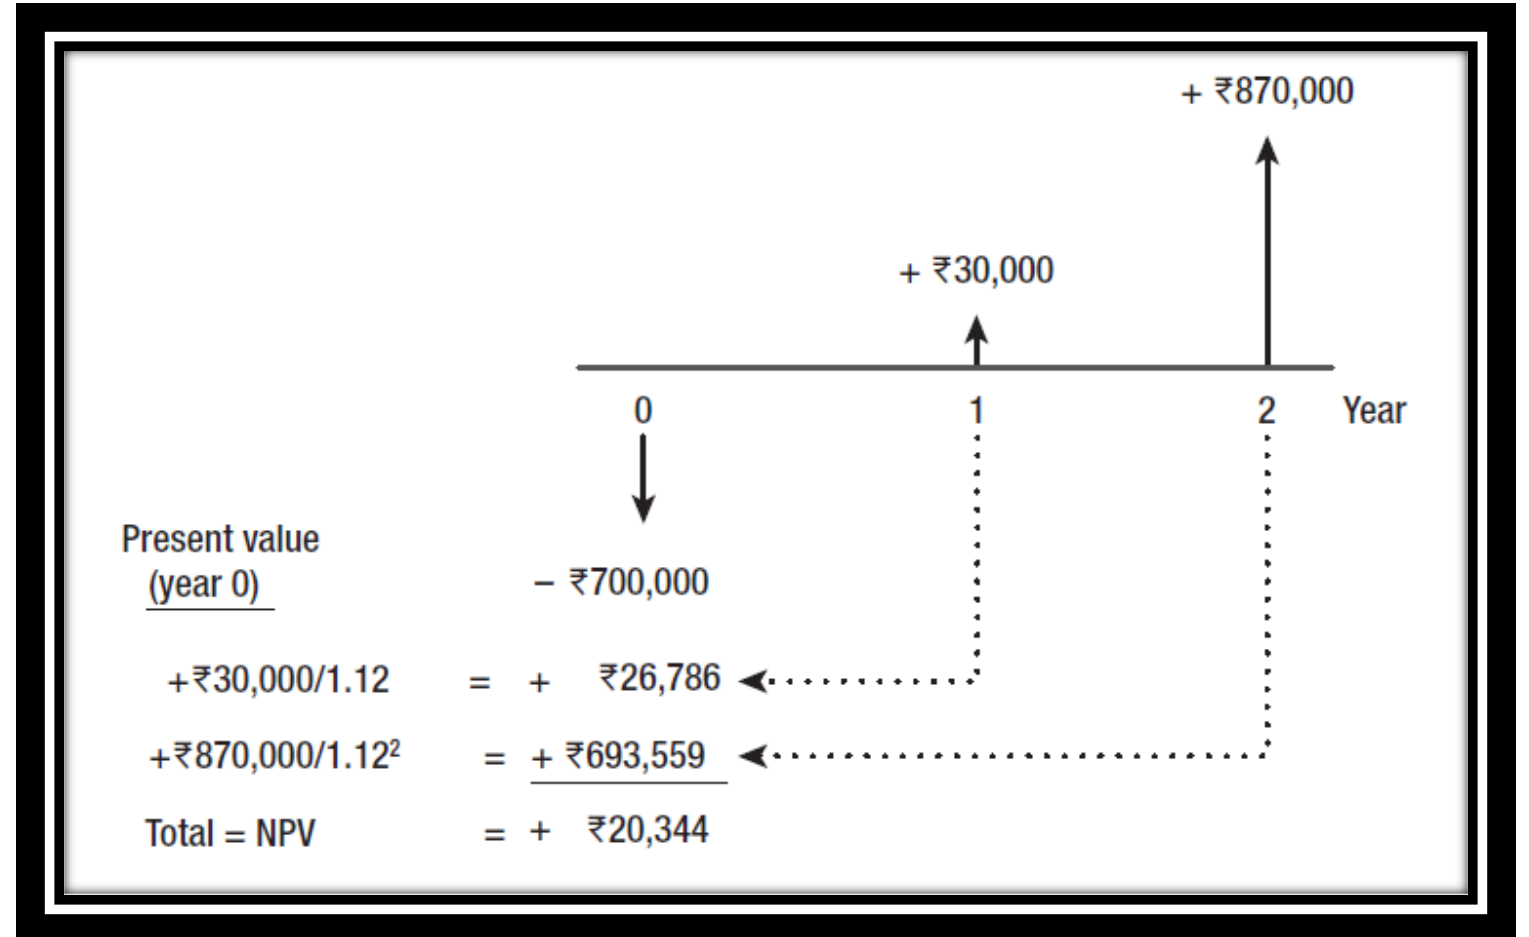 + ₹870,000
+ ₹30,000
0 1 2 Year
Present value
(year 0) – ₹700,000
+₹30,000/1.12 = + ₹26,786
+₹870,000/1.12² = + ₹693,559
Total = NPV = + ₹20,344